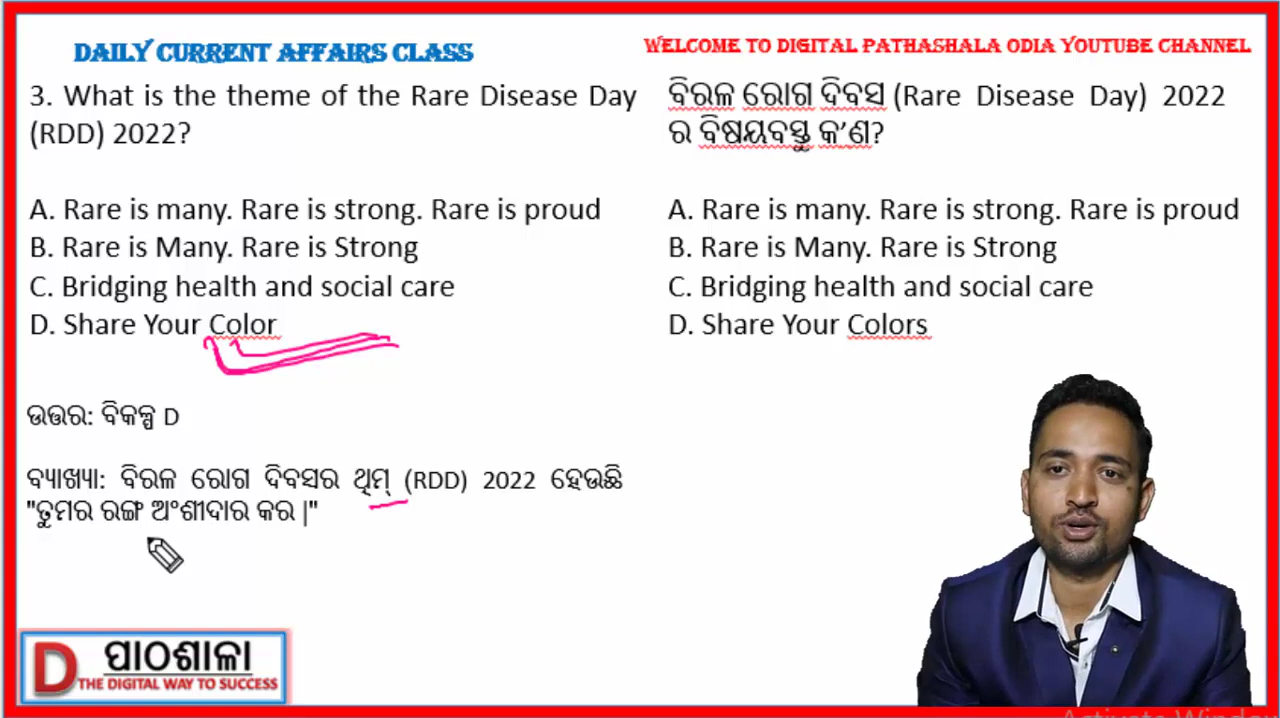 DAILY CURRENT AFFAIRS CLASS
WELCOME TO DIGITAL PATHASHALA ODIA YOUTUBE CHANNEL
3. What is the theme of the Rare Disease Day
(RDD) 2022?
A. Rare is many. Rare is strong. Rare is proud
B. Rare is Many. Rare is Strong
C. Bridging health and social care
D. Share Your Color
ଉତ୍ତର: ବିକଳ୍ପ D
ବ୍ୟାଖ୍ୟା: ବିରଳ ରୋଗ ଦିବସର ଥିମ୍ (RDD) 2022 ହେଉଛି
"ତୁମର ରଙ୍ଗ ଅଂଶୀଦାର କର |"
ବିରଳ ରୋଗ ଦିବସ (Rare Disease Day) 2022
ର ବିଷୟବସ୍ତୁ କ'ଣ?
A. Rare is many. Rare is strong. Rare is proud
B. Rare is Many. Rare is Strong
C. Bridging health and social care
D. Share Your Colors
D ପାଠଶାଳା
THE DIGITAL WAY TO SUCCESS